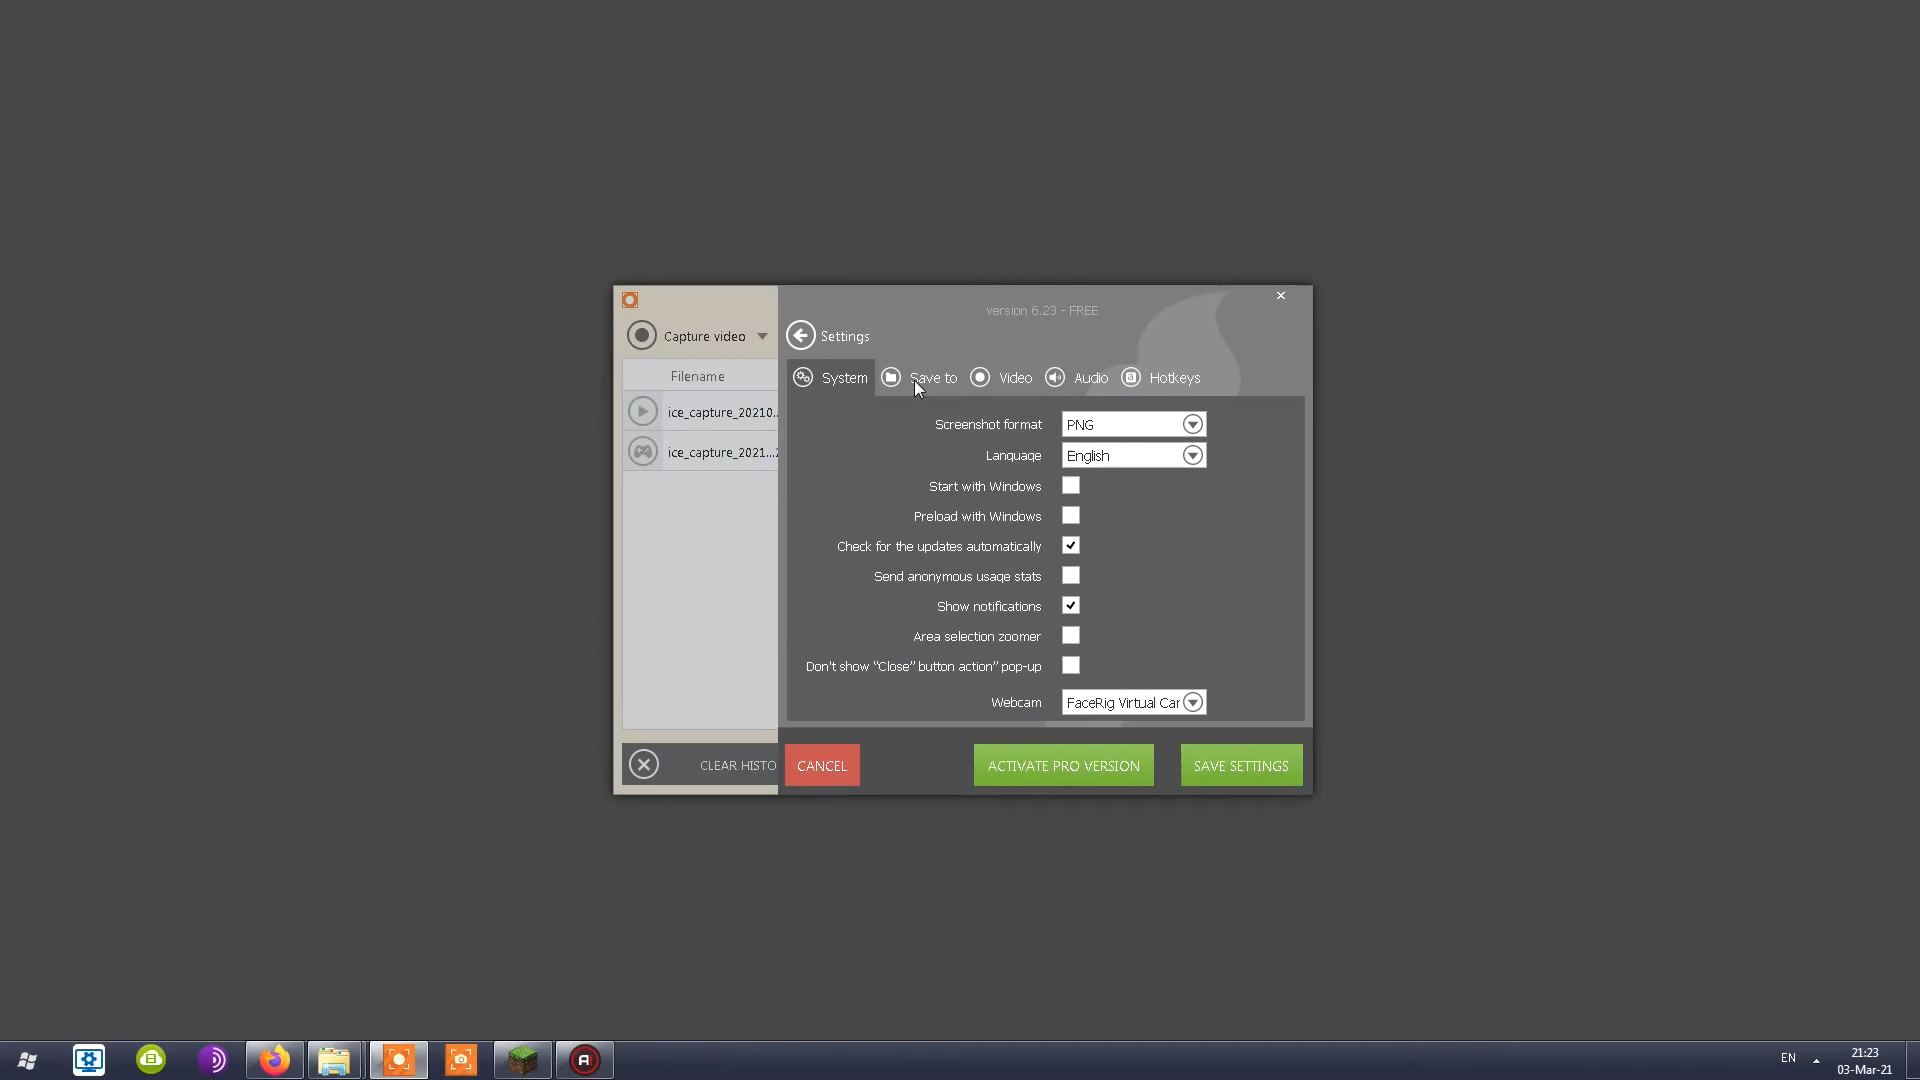 version 6.23 - FREE
Capture video
Settings
Filename
System
Save to
Video
Audio
Hotkeys
ice_capture_20210..
ice_capture_2021...2
Screenshot format
PNG
Language
English
Start with Windows
Preload with Windows
Check for the updates automatically
Send anonymous usage stats
Show notifications
Area selection zoomer
Don't show "Close" button action" pop-up
Webcam
FaceRig Virtual Car
CLEAR HISTO
CANCEL
ACTIVATE PRO VERSION
SAVE SETTINGS
EN
21:23
03-Mar-21